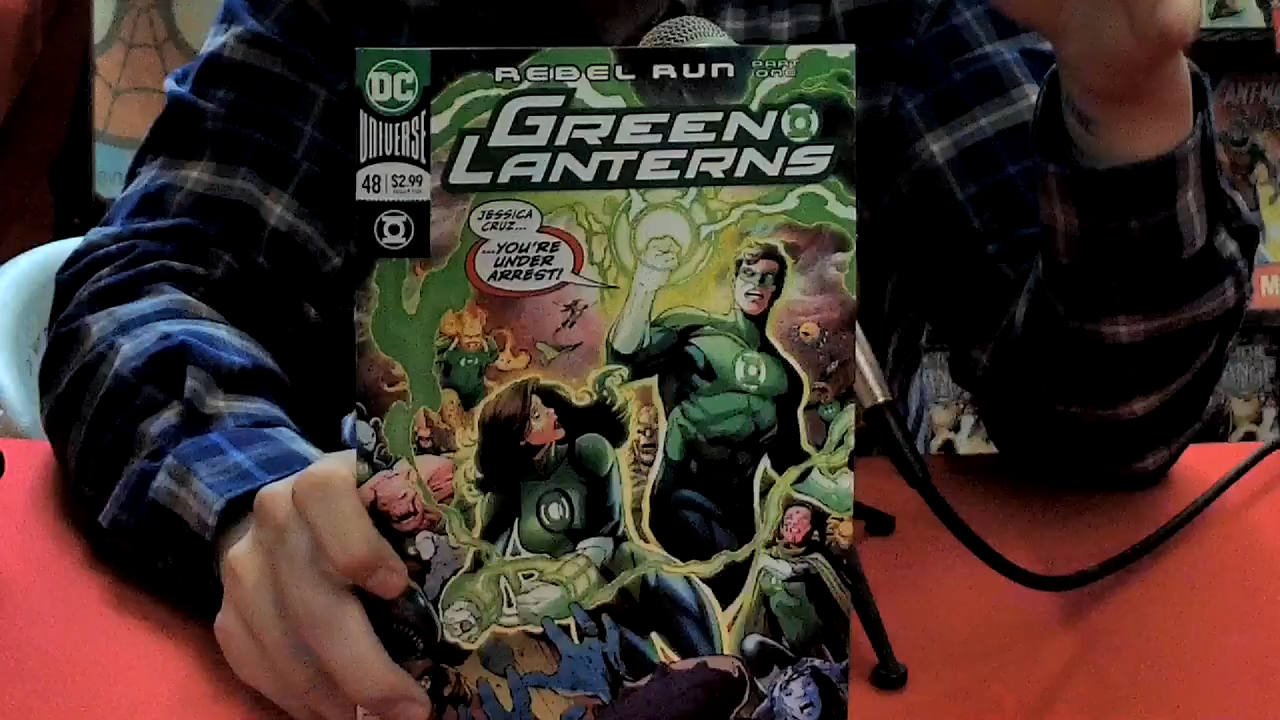 REBEL RUN PART ONE
GREEN
LANTERNS
DC
UNIVERSE
48 $2.99
JESSICA
CRUZ...
...YOU'RE
UNDER
ARREST!